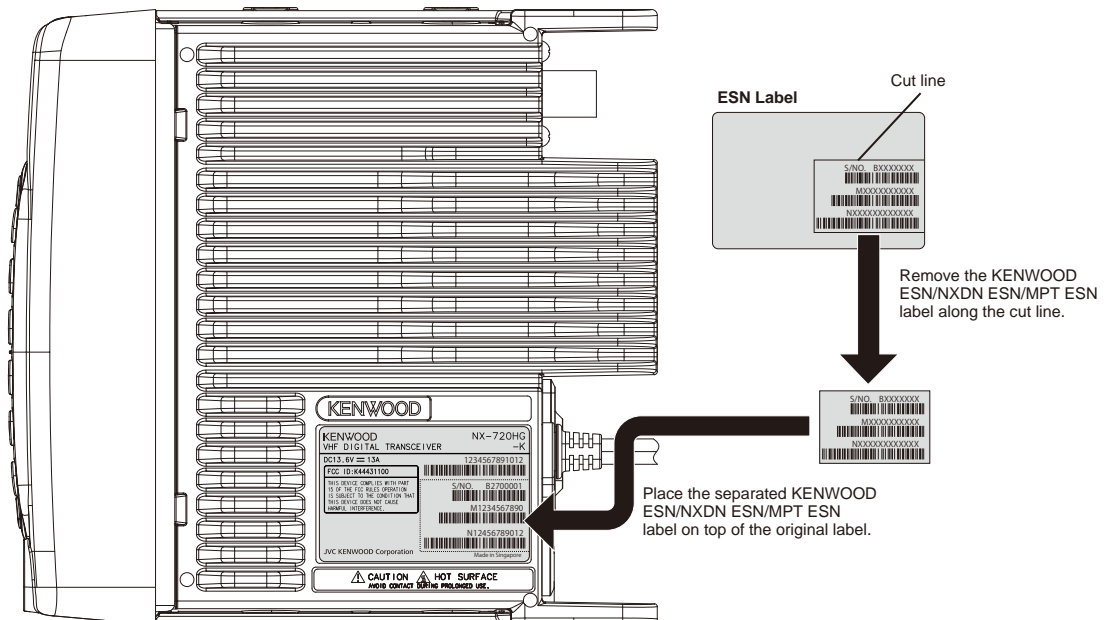 Cut line
ESN Label
S/NO. BXXXXXXX
MXXXXXXXXXX
NXXXXXXXXXXXX
Remove the KENWOOD
ESN/NXDN ESN/MPT ESN
label along the cut line.
S/NO. BXXXXXXX
MXXXXXXXXXX
NXXXXXXXXXXXX
Place the separated KENWOOD
ESN/NXDN ESN/MPT ESN
label on top of the original label.
KENWOOD
KENWOOD NX-720HG
VHF DIGITAL TRANSCEIVER -K
DC13.6V 13A 1234567891012
FCC ID:K44431100
THIS DEVICE COMPLIES WITH PART
15 OF THE FCC RULES OPERATION
IS SUBJECT TO THE CONDITION THAT
THIS DEVICE DOES NOT CAUSE
HARMFUL INTERFERENCE.
S/NO. B2700001
M1234567890
N12456789012
JVC KENWOOD Corporation Made in Singapore
CAUTION HOT SURFACE
AVOID CONTACT DURING PROLONGED USE.